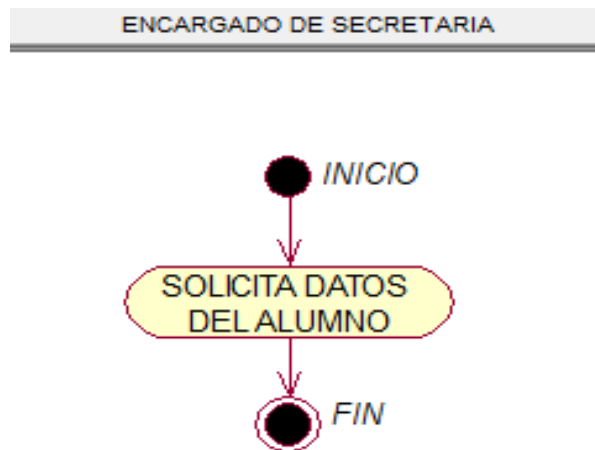 ENCARGADO DE SECRETARIA
INICIO
SOLICITA DATOS
DEL ALUMNO
FIN